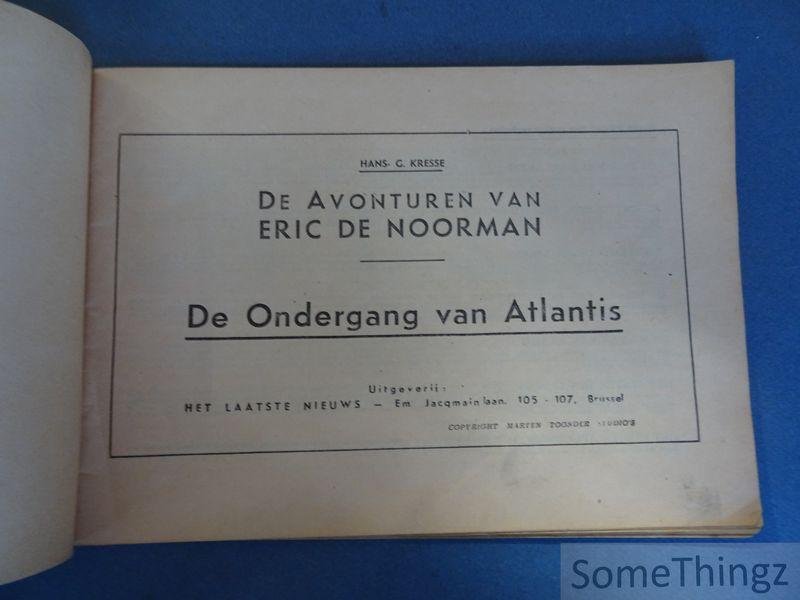 HANS- G. KRESSE
DE AVONTUREN VAN
ERIC DE NOORMAN
De Ondergang van Atlantis
Uitgeverij:
HET LAATSTE NIEUWS – Em. Jacqmainlaan, 105 - 107, Brussel
COPYRIGHT MARTEN TOONDER STUDIO'S
SomeThingz